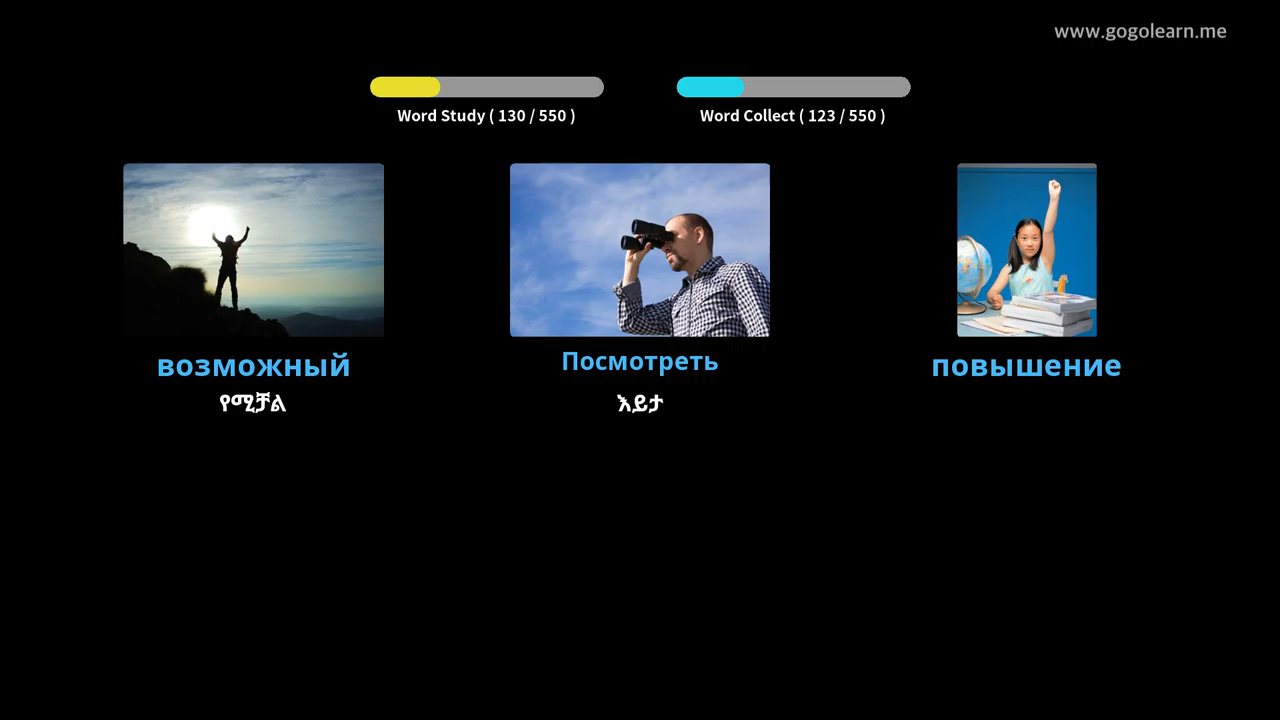 www.gogolearn.me
Word Study ( 130 / 550 )
Word Collect ( 123 / 550 )
возможный
Посмотреть
повышение
የሚቻል
እይታ